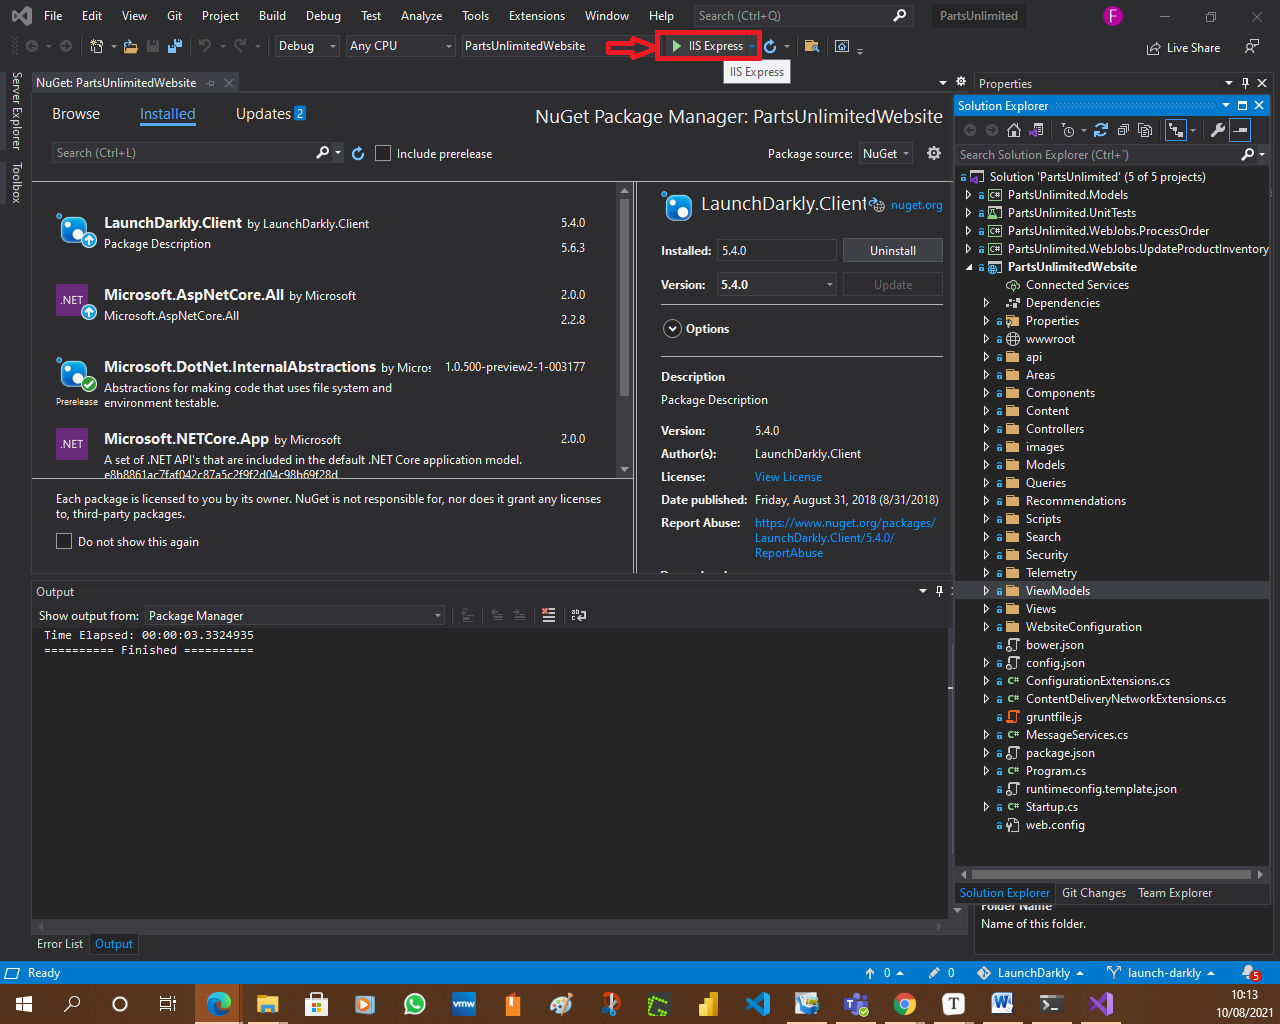 File Edit View Git Project Build Debug Test Analyze Tools Extensions Window Help Search (Ctrl+Q) PartsUnlimited F
Debug Any CPU PartsUnlimitedWebsite IIS Express Live Share
IIS Express
Server Explorer
Toolbox
NuGet: PartsUnlimitedWebsite
Browse Installed Updates 2
NuGet Package Manager: PartsUnlimitedWebsite
Search (Ctrl+L) Include prerelease Package source: NuGet
LaunchDarkly.Client by LaunchDarkly.Client 5.4.0
Package Description 5.6.3
.NET Microsoft.AspNetCore.All by Microsoft 2.0.0
Microsoft.AspNetCore.All 2.2.8
Microsoft.DotNet.InternalAbstractions by Micros 1.0.500-preview2-1-003177
Abstractions for making code that uses file system and
Prerelease environment testable.
.NET Microsoft.NETCore.App by Microsoft 2.0.0
A set of .NET API's that are included in the default .NET Core application model.
e8b8861ac7faf042c87a5c2f9f2d04c98b69f28d
Each package is licensed to you by its owner. NuGet is not responsible for, nor does it grant any licenses
to, third-party packages.
Do not show this again
LaunchDarkly.Client nuget.org
Installed: 5.4.0 Uninstall
Version: 5.4.0 Update
Options
Description
Package Description
Version: 5.4.0
Author(s): LaunchDarkly.Client
License: View License
Date published: Friday, August 31, 2018 (8/31/2018)
Report Abuse: https://www.nuget.org/packages/
LaunchDarkly.Client/5.4.0/
ReportAbuse
Output
Show output from: Package Manager
Time Elapsed: 00:00:03.3324935
========== Finished ==========
Error List Output
Properties
Solution Explorer
Search Solution Explorer (Ctrl+¨)
Solution 'PartsUnlimited' (5 of 5 projects)
C# PartsUnlimited.Models
PartsUnlimited.UnitTests
C# PartsUnlimited.WebJobs.ProcessOrder
C# PartsUnlimited.WebJobs.UpdateProductInventory
PartsUnlimitedWebsite
Connected Services
Dependencies
Properties
wwwroot
api
Areas
Components
Content
Controllers
images
Models
Queries
Recommendations
Scripts
Search
Security
Telemetry
ViewModels
Views
WebsiteConfiguration
bower.json
config.json
C# ConfigurationExtensions.cs
C# ContentDeliveryNetworkExtensions.cs
gruntfile.js
C# MessageServices.cs
package.json
C# Program.cs
runtimeconfig.template.json
C# Startup.cs
web.config
Solution Explorer Git Changes Team Explorer
Folder Name
Name of this folder.
Ready 0 0 LaunchDarkly launch-darkly 5
vmw T W
10:13
10/08/2021